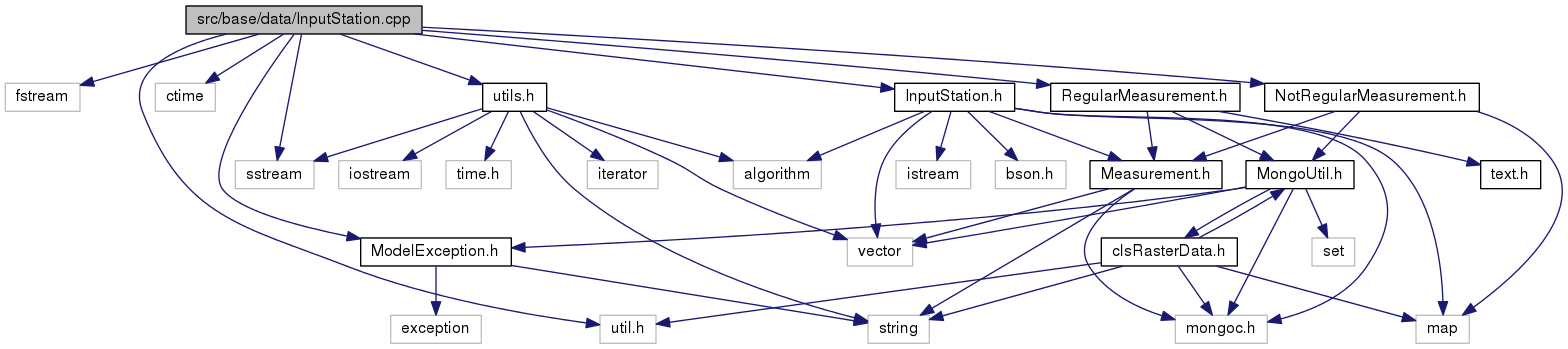 src/base/data/InputStation.cpp
fstream
ctime
utils.h
InputStation.h
RegularMeasurement.h
NotRegularMeasurement.h
sstream
iostream
time.h
iterator
algorithm
istream
bson.h
Measurement.h
MongoUtil.h
text.h
ModelException.h
vector
clsRasterData.h
set
exception
util.h
string
mongoc.h
map